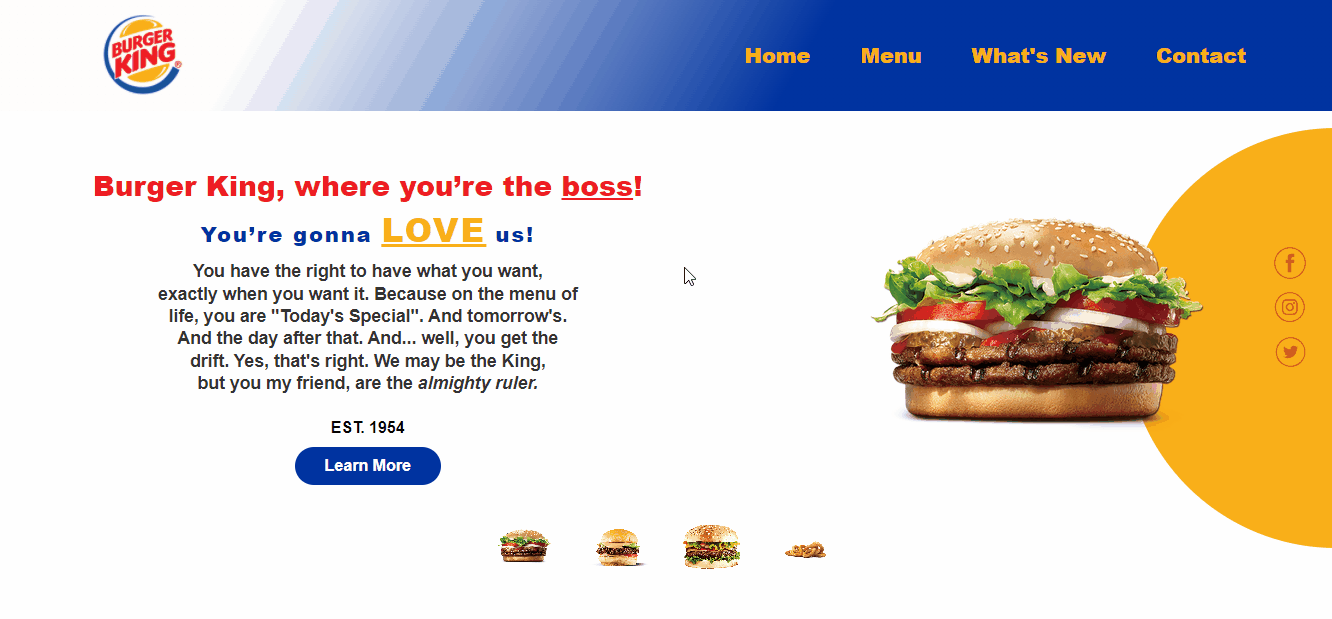 BURGER
KING®
Home Menu What's New Contact
Burger King, where you’re the boss!
You’re gonna LOVE us!
You have the right to have what you want,
exactly when you want it. Because on the menu of
life, you are "Today's Special". And tomorrow's.
And the day after that. And... well, you get the
drift. Yes, that's right. We may be the King,
but you my friend, are the almighty ruler.
EST. 1954
Learn More